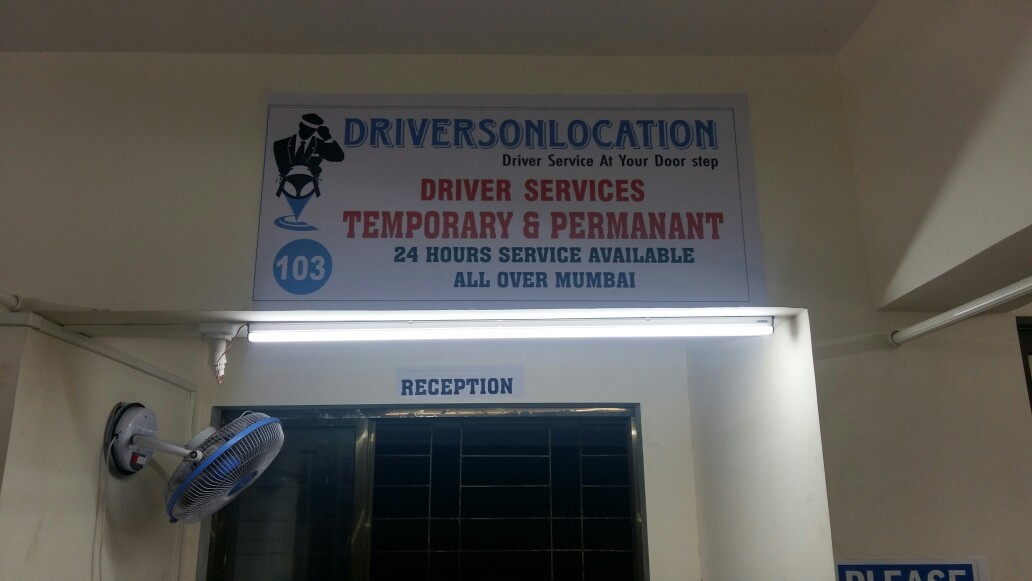 DRIVERSONLOCATION
Driver Service At Your Door step
DRIVER SERVICES
TEMPORARY & PERMANANT
24 HOURS SERVICE AVAILABLE
ALL OVER MUMBAI
103
RECEPTION
PLEASE